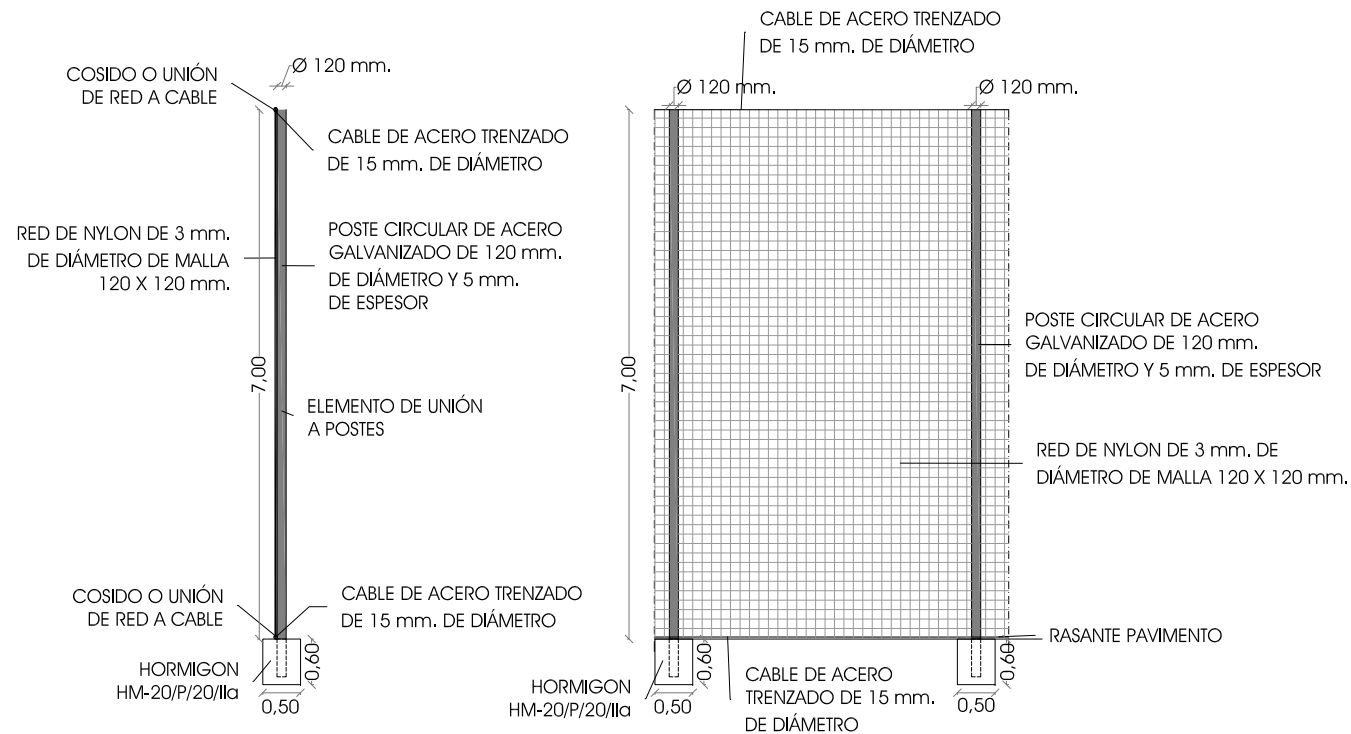 COSIDO O UNIÓN
DE RED A CABLE
Ø 120 mm.
CABLE DE ACERO TRENZADO
DE 15 mm. DE DIÁMETRO
RED DE NYLON DE 3 mm.
DE DIÁMETRO DE MALLA
120 X 120 mm.
POSTE CIRCULAR DE ACERO
GALVANIZADO DE 120 mm.
DE DIÁMETRO Y 5 mm.
DE ESPESOR
7,00
ELEMENTO DE UNIÓN
A POSTES
COSIDO O UNIÓN
DE RED A CABLE
CABLE DE ACERO TRENZADO
DE 15 mm. DE DIÁMETRO
HORMIGON
HM-20/P/20/IIa
0,60
0,50
CABLE DE ACERO TRENZADO
DE 15 mm. DE DIÁMETRO
Ø 120 mm.
Ø 120 mm.
7,00
POSTE CIRCULAR DE ACERO
GALVANIZADO DE 120 mm.
DE DIÁMETRO Y 5 mm. DE ESPESOR
RED DE NYLON DE 3 mm. DE
DIÁMETRO DE MALLA 120 X 120 mm.
RASANTE PAVIMENTO
HORMIGON
HM-20/P/20/IIa
0,60
0,50
CABLE DE ACERO
TRENZADO DE 15 mm.
DE DIÁMETRO
0,60
0,50